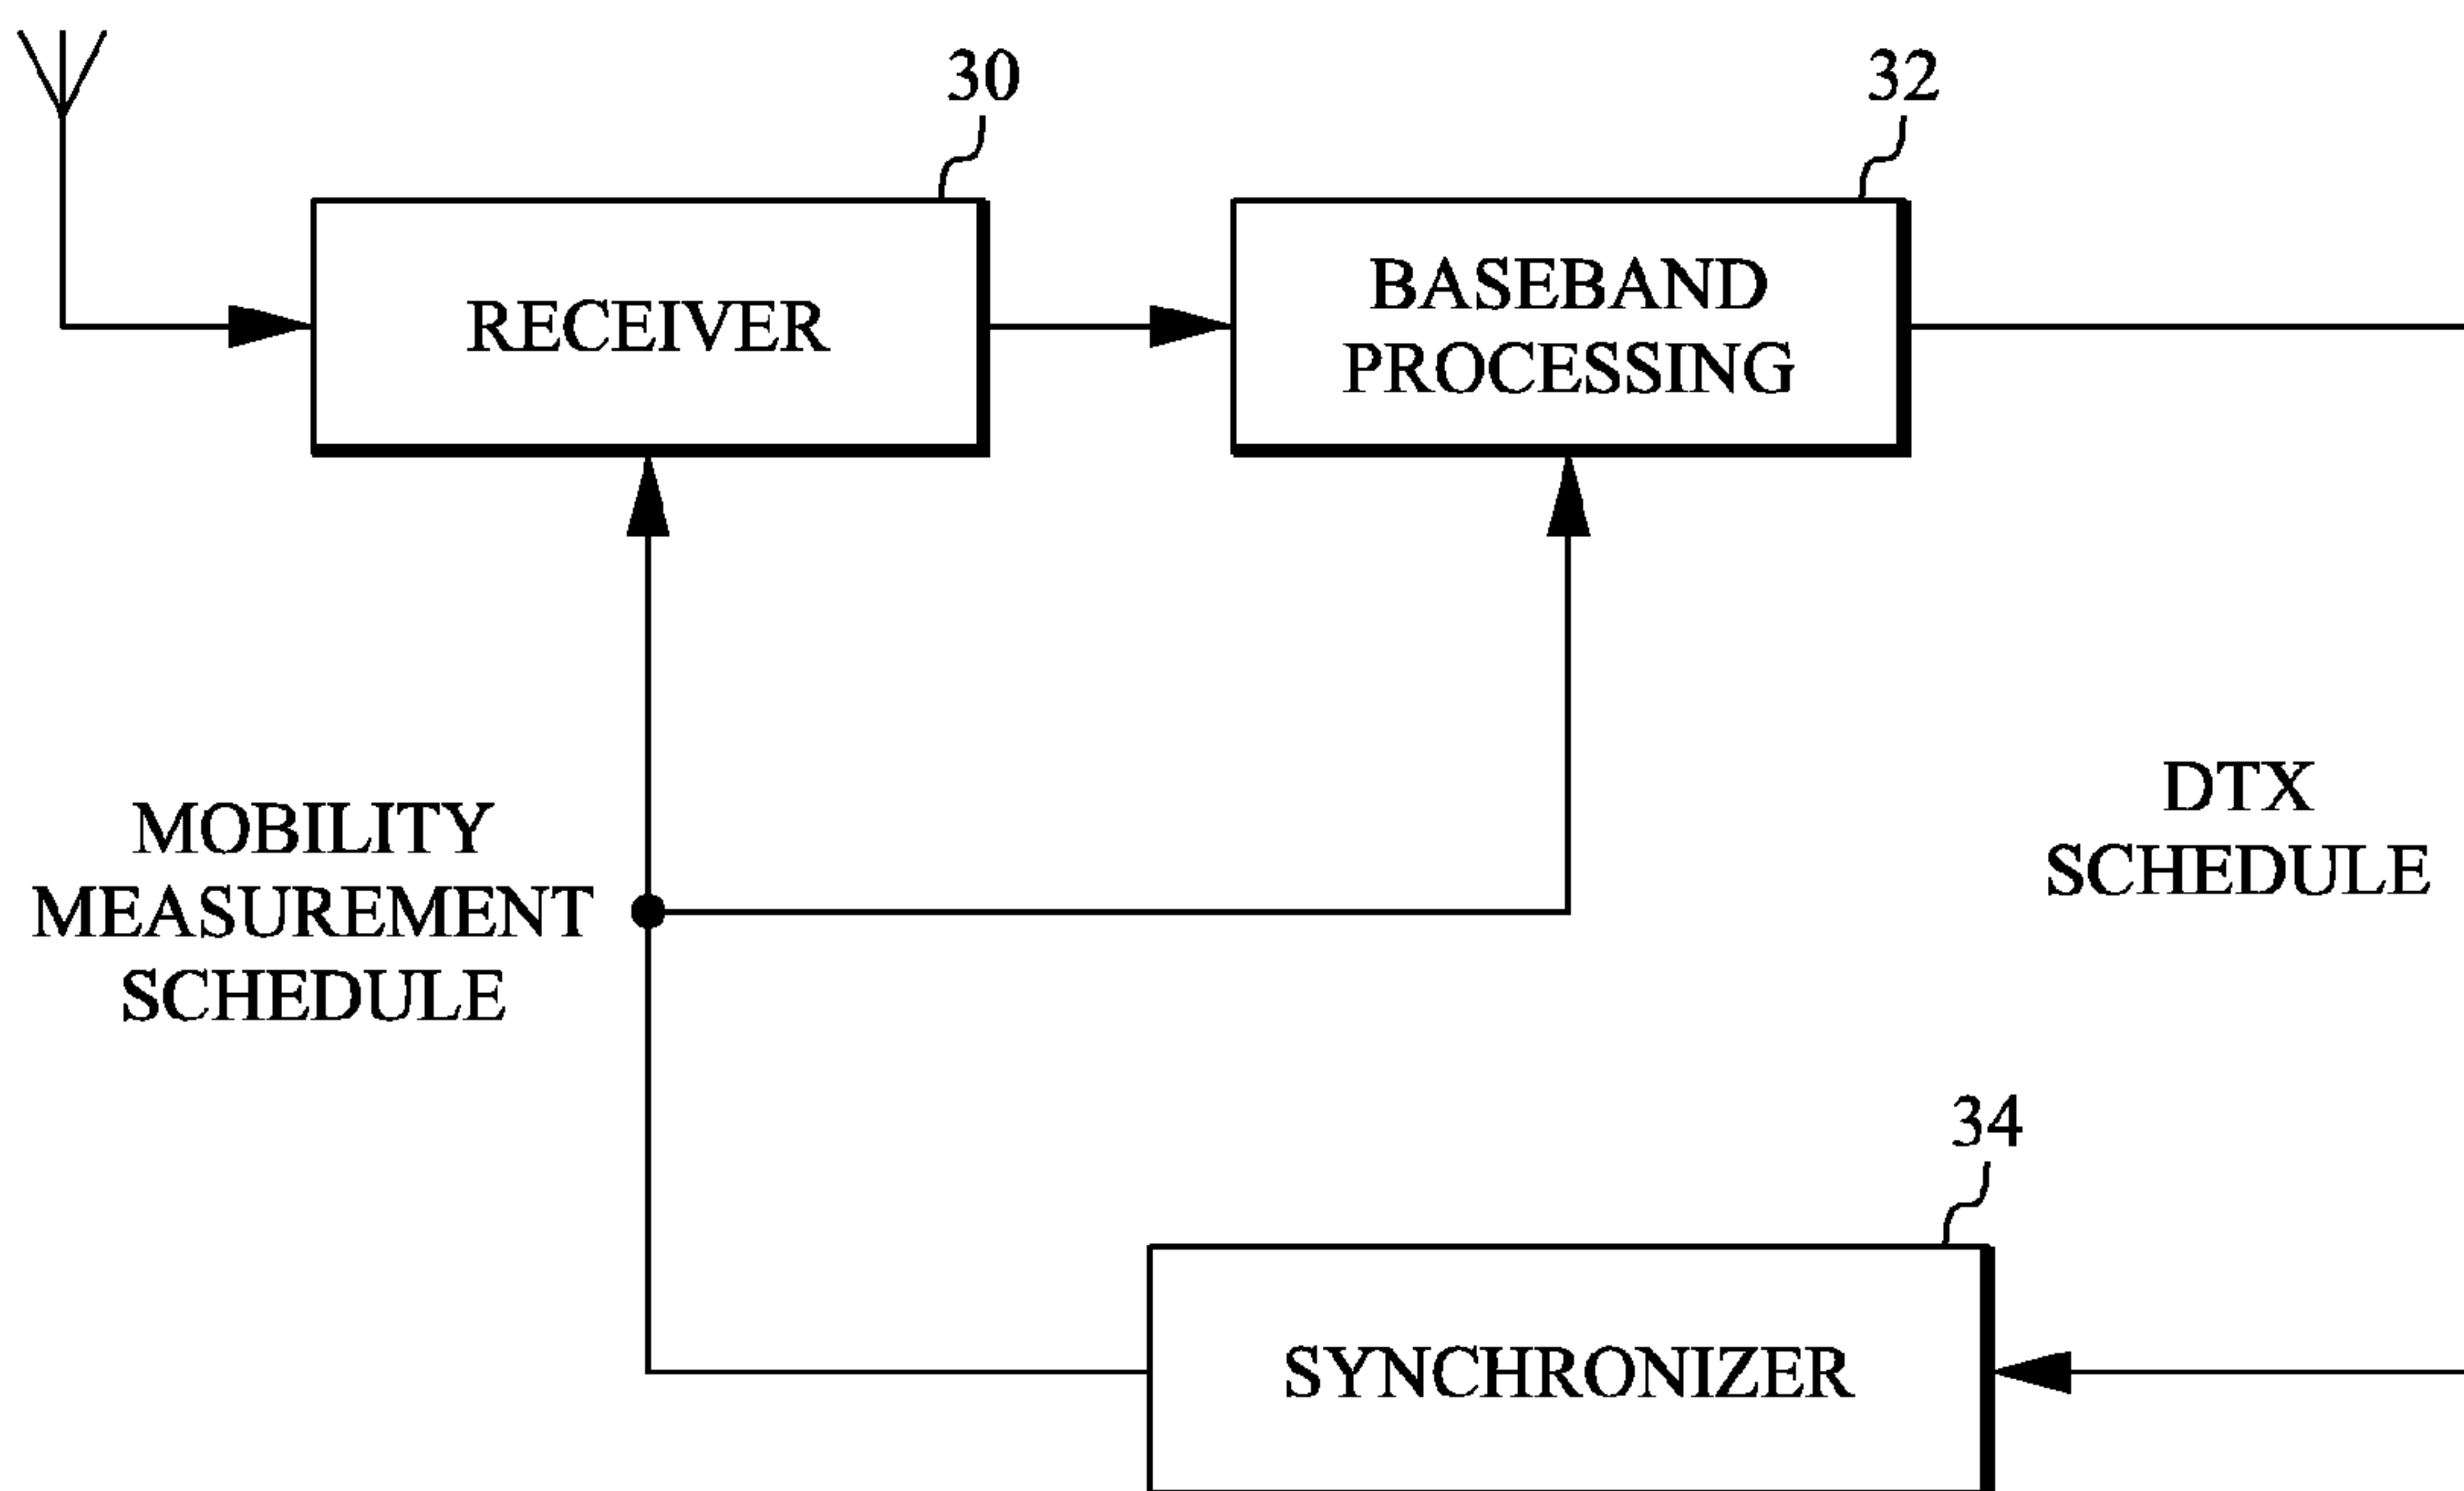 30
32
RECEIVER
BASEBAND
PROCESSING
MOBILITY
MEASUREMENT
SCHEDULE
DTX
SCHEDULE
34
SYNCHRONIZER